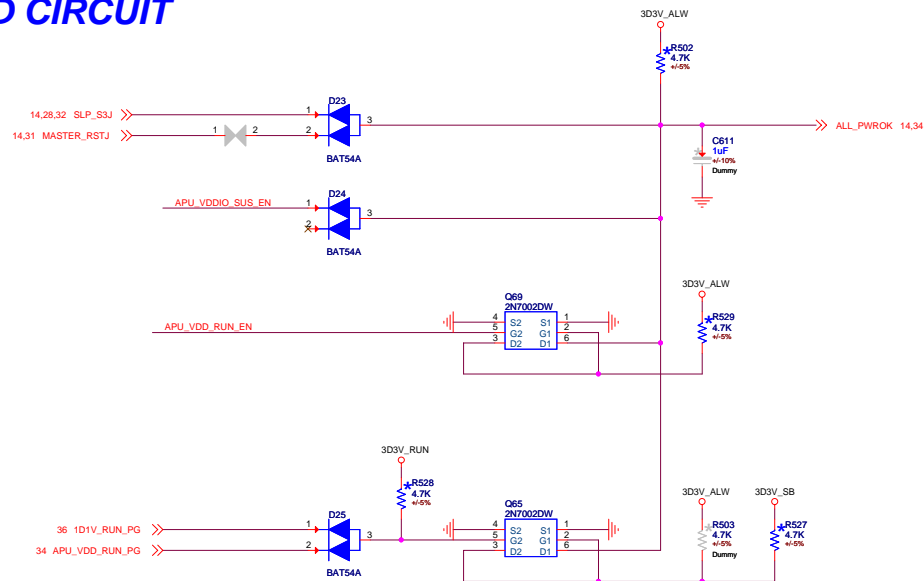 D CIRCUIT
3D3V_ALW
R502
4.7K
+/-5%
D23
14,28,32 SLP_S3J
1
14,31 MASTER_RSTJ
1 2
2
3
BAT54A
ALL_PWROK 14,34
C611
1uF
+/-10%
Dummy
D24
APU_VDDIO_SUS_EN
1
2
3
BAT54A
3D3V_ALW
R529
4.7K
+/-5%
Q69
2N7002DW
APU_VDD_RUN_EN
4 S2 S1 1
5 G2 G1 2
3 D2 D1 6
3D3V_RUN
R528
4.7K
+/-5%
D25
36 1D1V_RUN_PG
1
34 APU_VDD_RUN_PG
2
3
BAT54A
Q65
2N7002DW
4 S2 S1 1
5 G2 G1 2
3 D2 D1 6
3D3V_ALW
R503
4.7K
+/-5%
Dummy
3D3V_SB
R527
4.7K
+/-5%